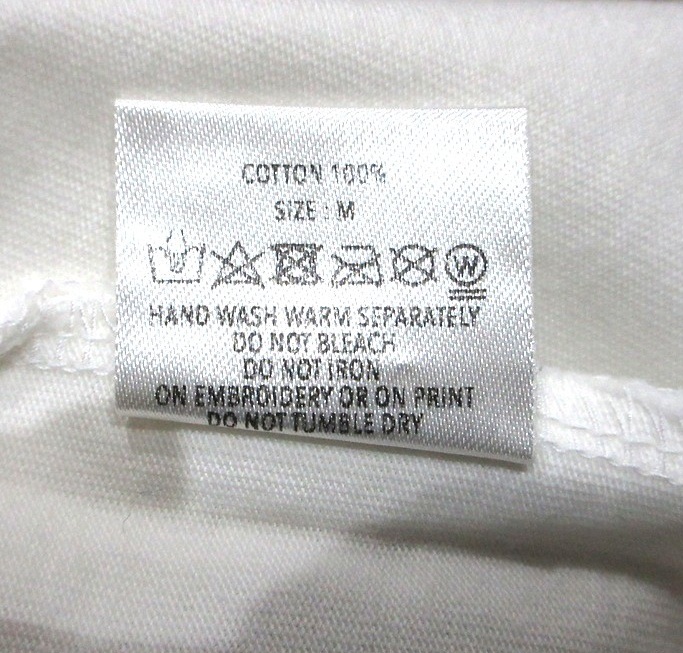 COTTON 100%
SIZE : M
W
HAND WASH WARM SEPARATELY
DO NOT BLEACH
DO NOT IRON
ON EMBROIDERY OR ON PRINT
DO NOT TUMBLE DRY